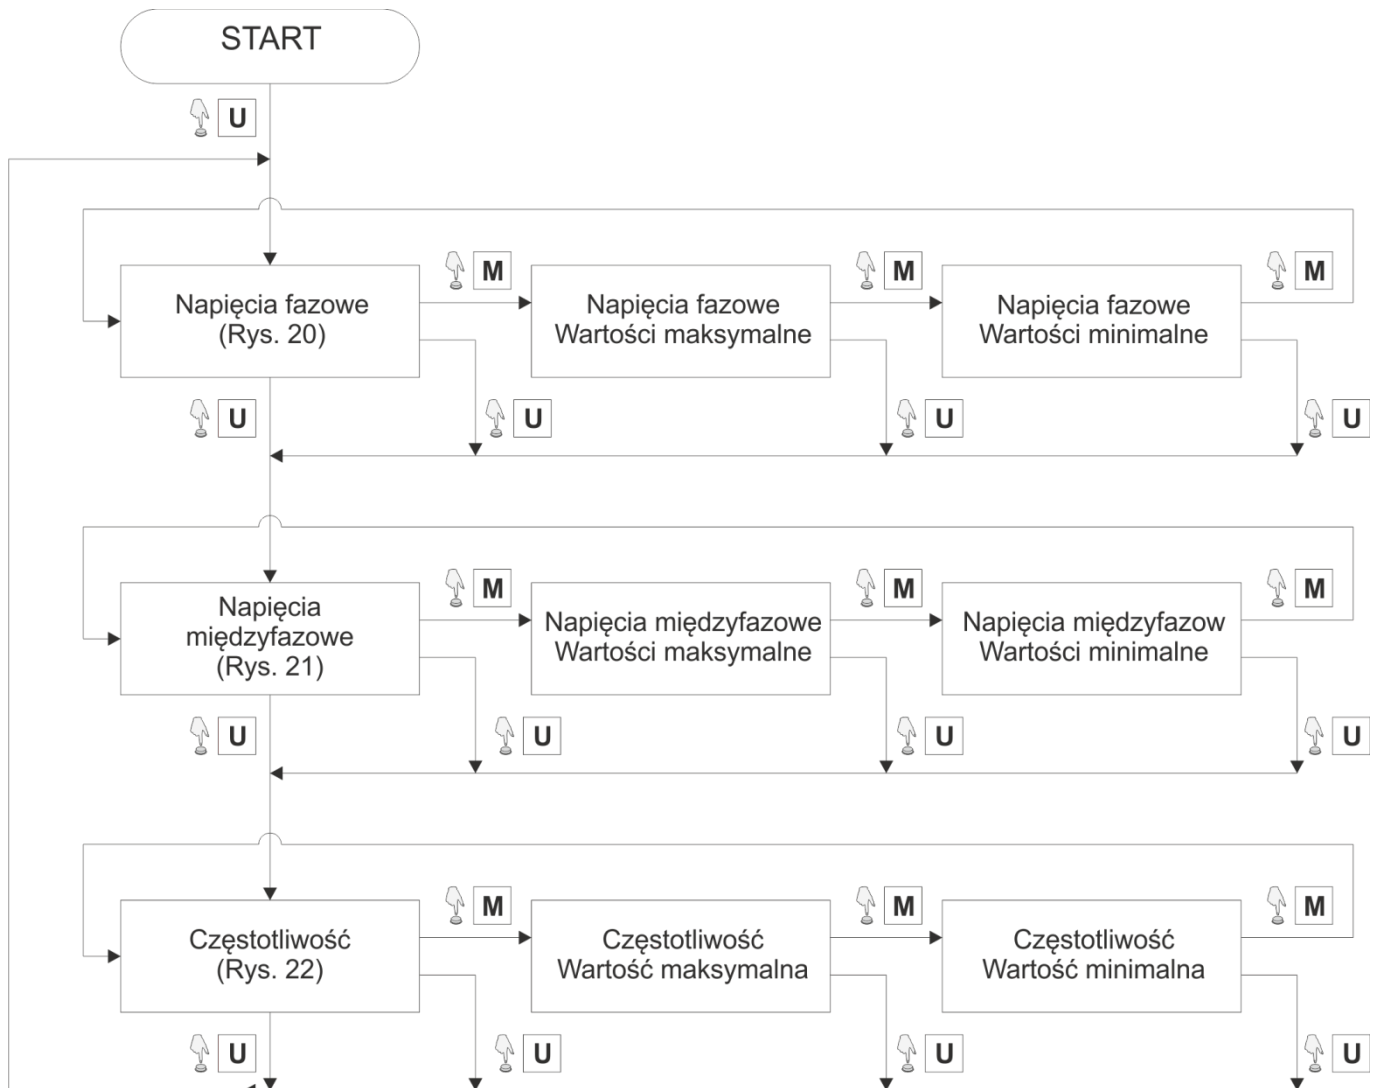 START
U
M
M
M
Napięcia fazowe
(Rys. 20)
Napięcia fazowe
Wartości maksymalne
Napięcia fazowe
Wartości minimalne
U
U
U
U
M
M
M
Napięcia
międzyfazowe
(Rys. 21)
Napięcia międzyfazowe
Wartości maksymalne
Napięcia międzyfazow
Wartości minimalne
U
U
U
U
M
M
M
Częstotliwość
(Rys. 22)
Częstotliwość
Wartość maksymalna
Częstotliwość
Wartość minimalna
U
U
U
U